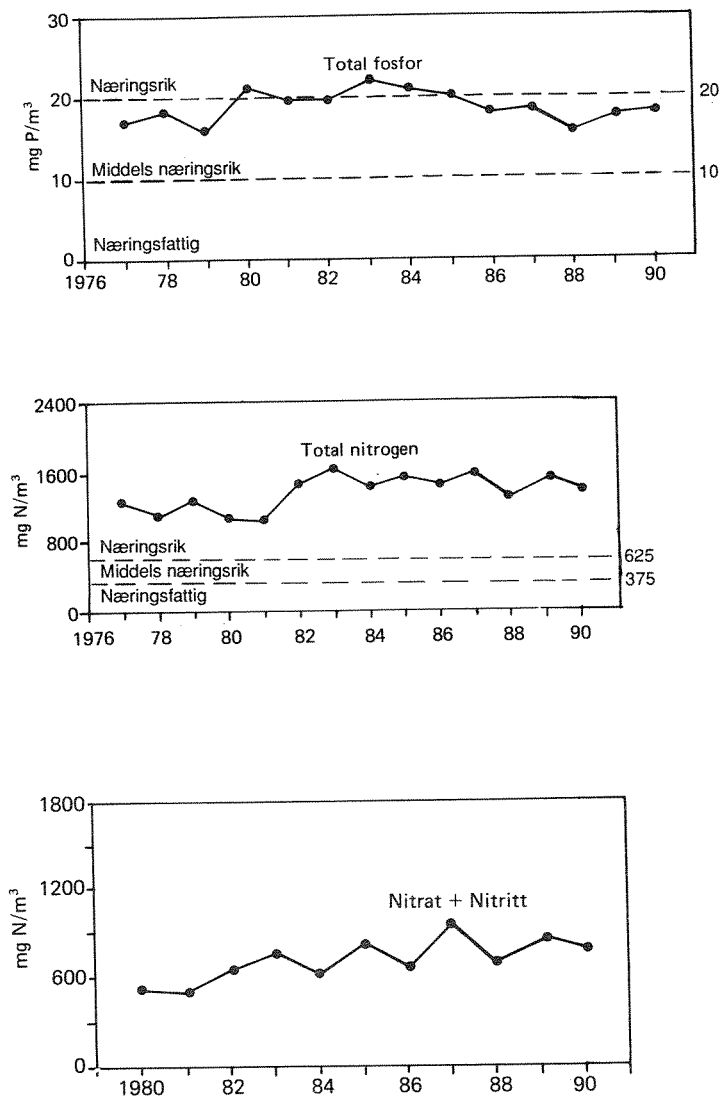 30
Total fosfor
Næringsrik
20
20
mg P/m³
Middels næringsrik
10
10
Næringsfattig
0
1976 78 80 82 84 86 88 90
2400
Total nitrogen
1600
mg N/m³
800
Næringsrik
625
Middels næringsrik
375
Næringsfattig
0
1976 78 80 82 84 86 88 90
1800
1200
Nitrat + Nitritt
mg N/m³
600
0
1980 82 84 86 88 90